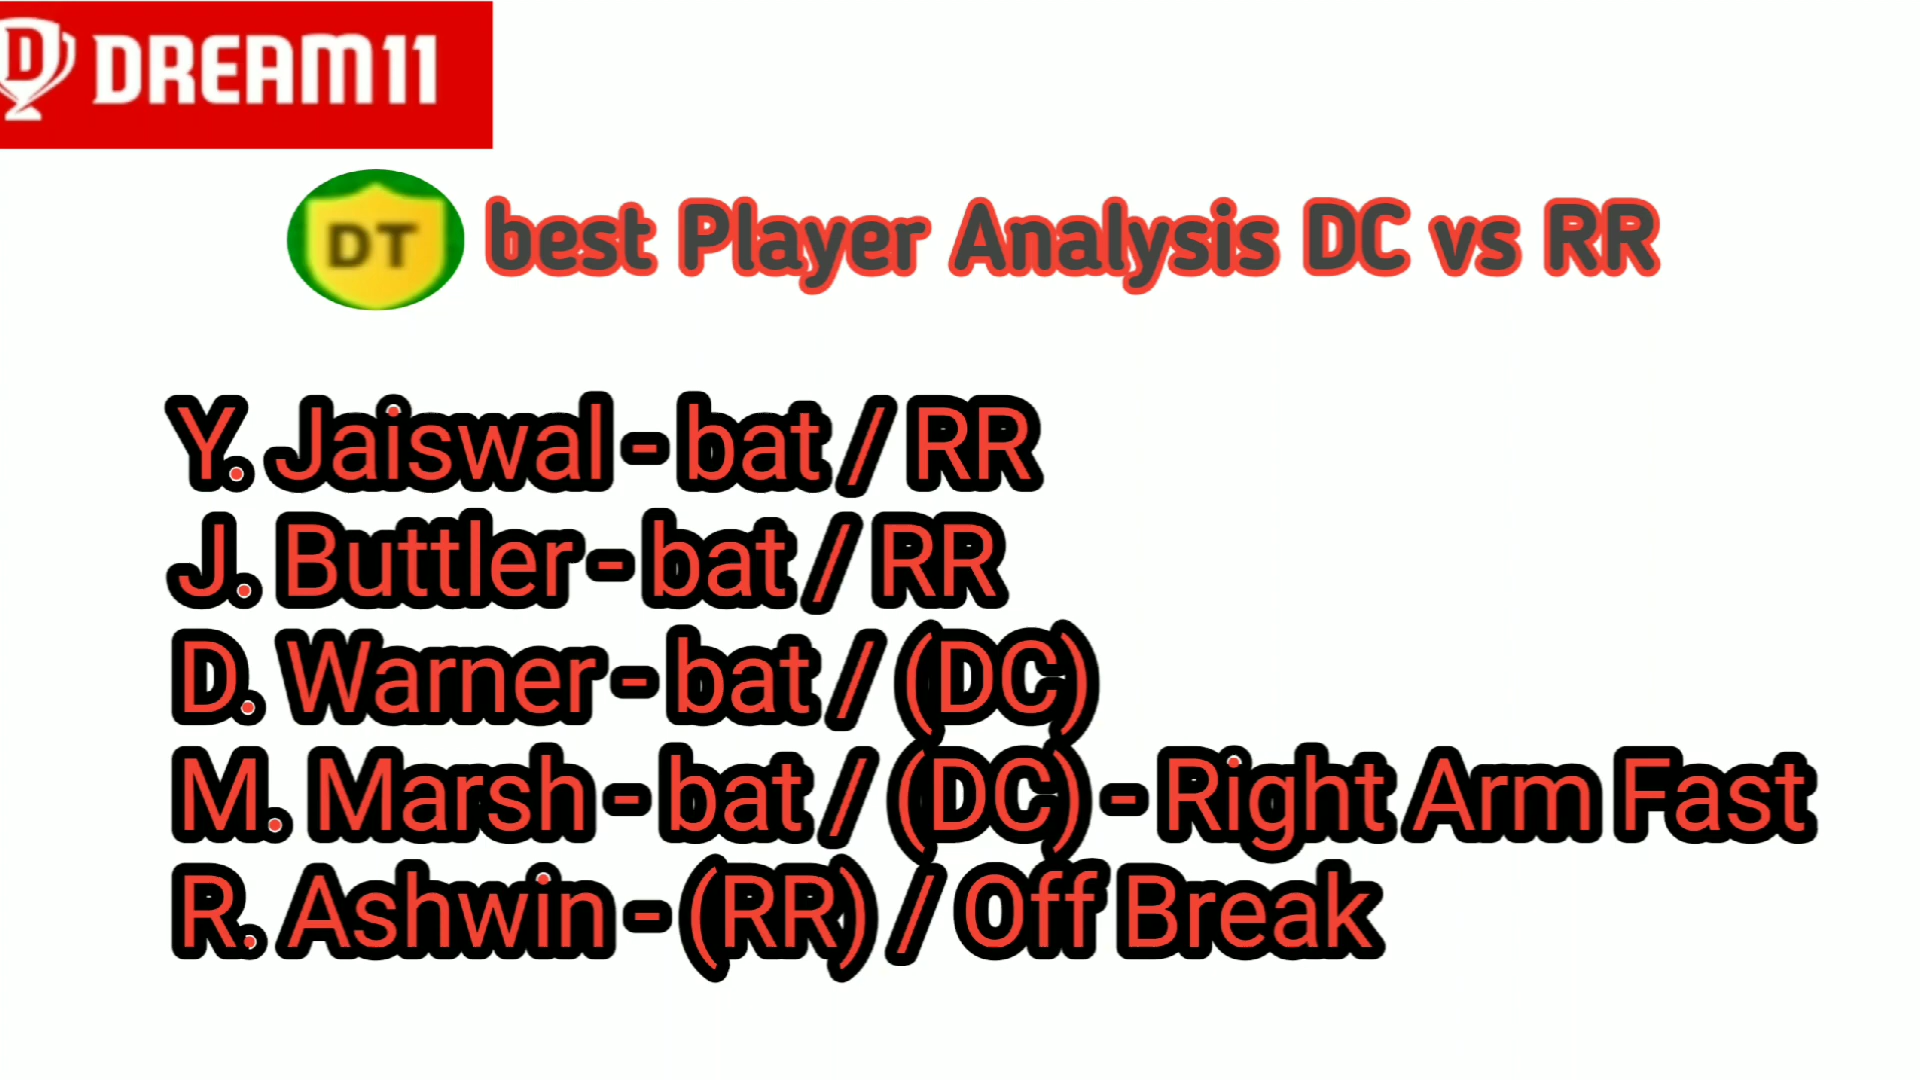 D DREAM11
DT best Player Analysis DC vs RR
Y. Jaiswal - bat / RR
J. Buttler - bat / RR
D. Warner - bat / (DC)
M. Marsh - bat / (DC) - Right Arm Fast
R. Ashwin - (RR) / Off Break